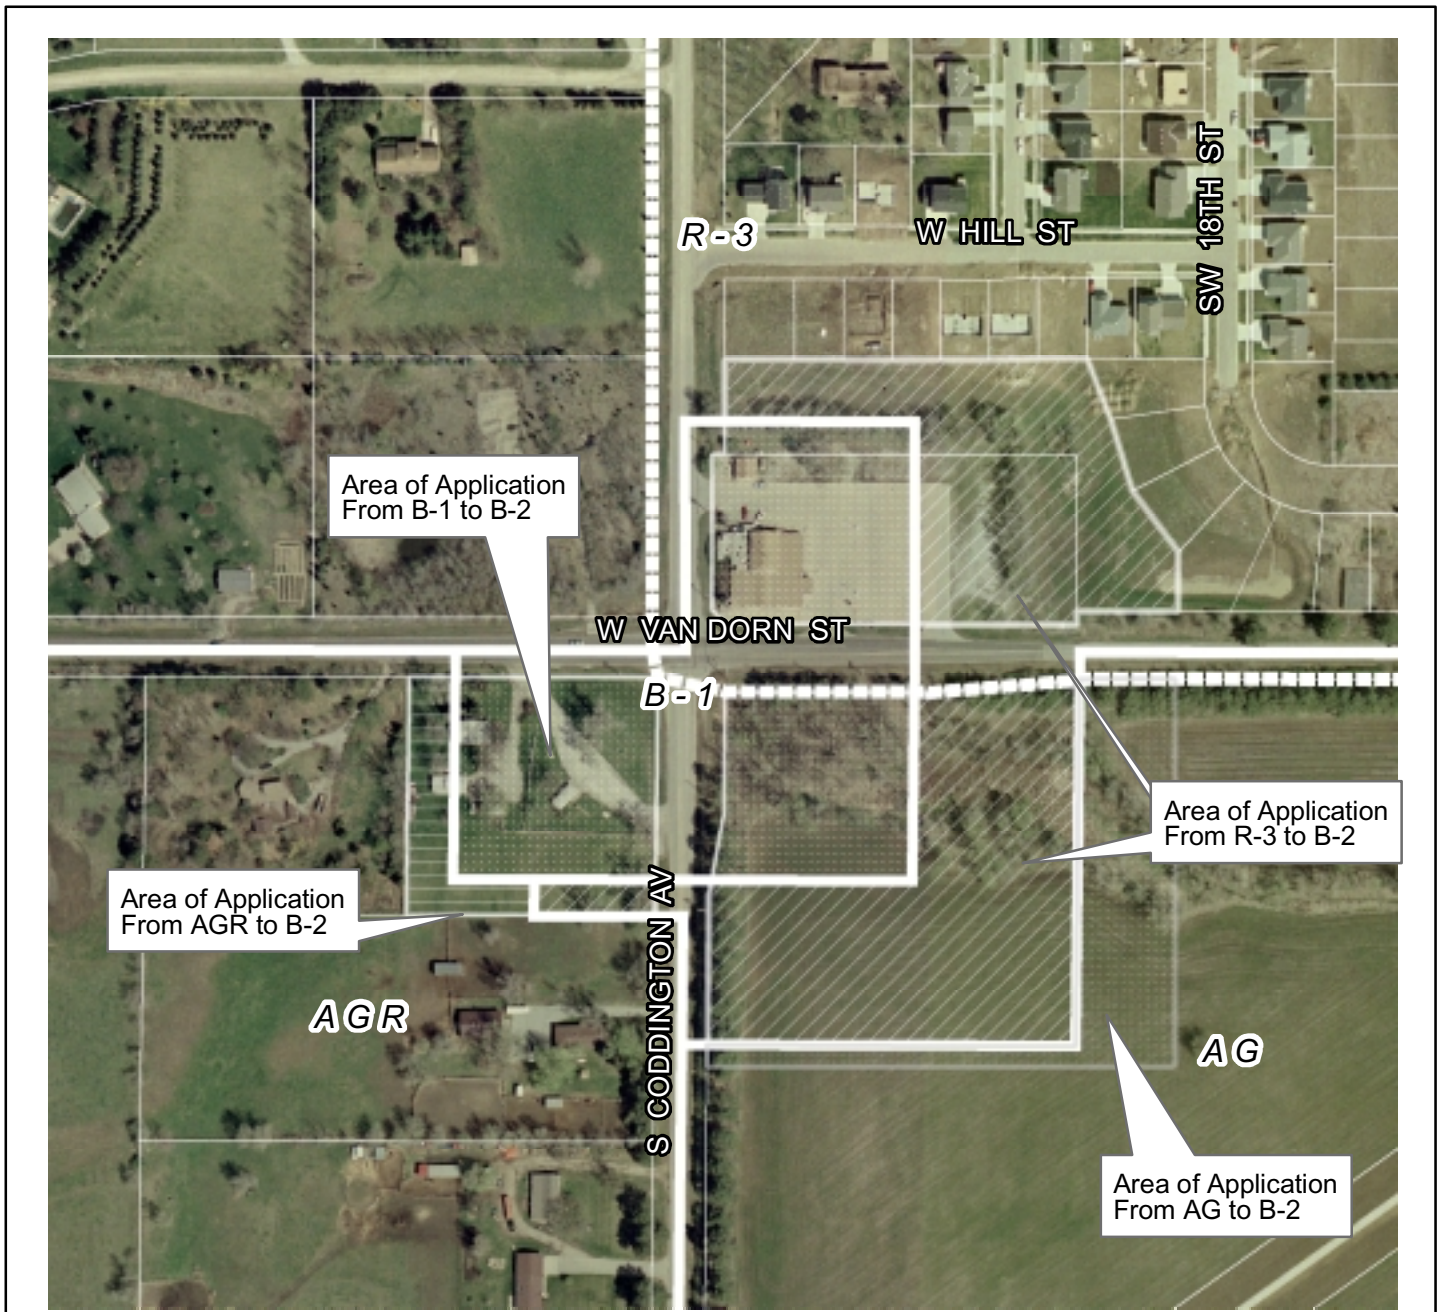 SW 18TH ST
R - 3
W HILL ST
Area of Application
From B-1 to B-2
W VAN DORN ST
B - 1
Area of Application
From R-3 to B-2
Area of Application
From AGR to B-2
S CODDINGTON AV
A G R
A G
Area of Application
From AG to B-2